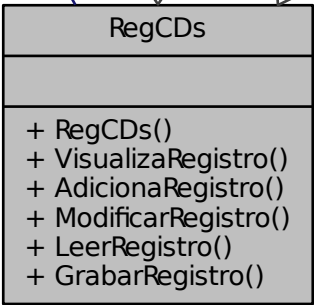 RegCDs
+ RegCDs()
+ VisualizaRegistro()
+ AdicionaRegistro()
+ ModificarRegistro()
+ LeerRegistro()
+ GrabarRegistro()